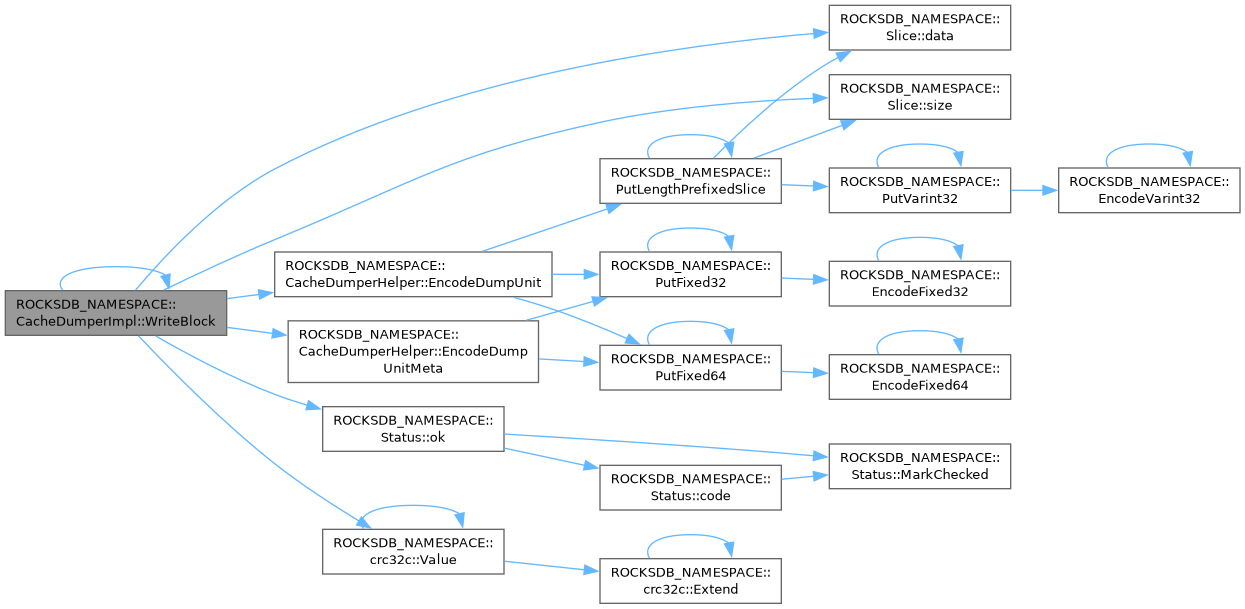 ROCKSDB_NAMESPACE::
CacheDumperImpl::WriteBlock
ROCKSDB_NAMESPACE::
Slice::data
ROCKSDB_NAMESPACE::
Slice::size
ROCKSDB_NAMESPACE::
CacheDumperHelper::EncodeDumpUnit
ROCKSDB_NAMESPACE::
PutLengthPrefixedSlice
ROCKSDB_NAMESPACE::
PutVarint32
ROCKSDB_NAMESPACE::
EncodeVarint32
ROCKSDB_NAMESPACE::
PutFixed32
ROCKSDB_NAMESPACE::
EncodeFixed32
ROCKSDB_NAMESPACE::
CacheDumperHelper::EncodeDump
UnitMeta
ROCKSDB_NAMESPACE::
PutFixed64
ROCKSDB_NAMESPACE::
EncodeFixed64
ROCKSDB_NAMESPACE::
Status::ok
ROCKSDB_NAMESPACE::
Status::code
ROCKSDB_NAMESPACE::
Status::MarkChecked
ROCKSDB_NAMESPACE::
crc32c::Value
ROCKSDB_NAMESPACE::
crc32c::Extend